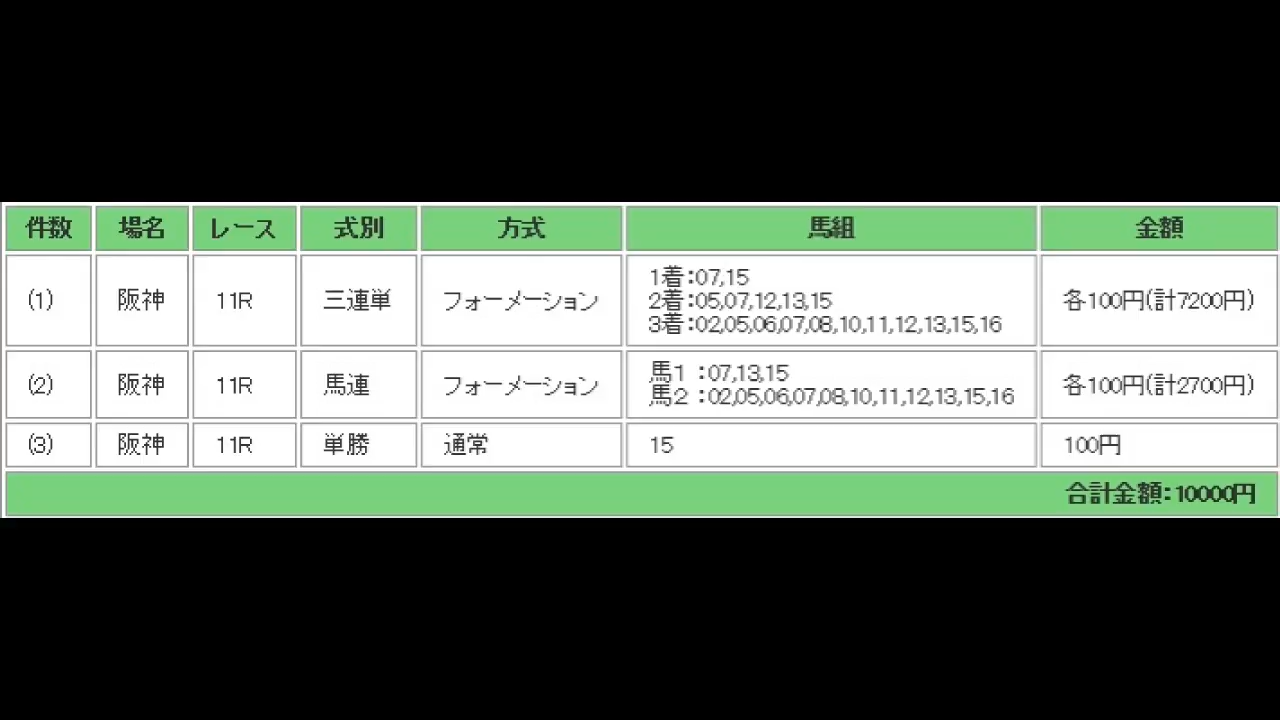 件数 場名 レース 式別 方式 馬組 金額
(1) 阪神 11R 三連単 フォーメーション 1着:07,15 各100円(計7200円)
2着:05,07,12,13,15
3着:02,05,06,07,08,10,11,12,13,15,16
(2) 阪神 11R 馬連 フォーメーション 馬1 :07,13,15 各100円(計2700円)
馬2 :02,05,06,07,08,10,11,12,13,15,16
(3) 阪神 11R 単勝 通常 15 100円
合計金額:10000円